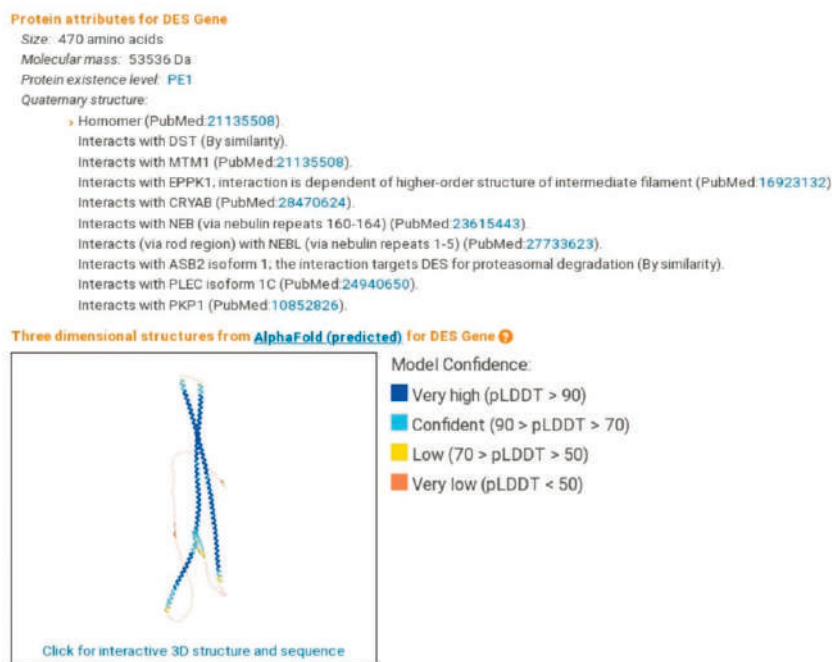 Protein attributes for DES Gene
Size: 470 amino acids
Molecular mass: 53536 Da
Protein existence level: PE1
Quaternary structure:
› Homomer (PubMed:21135508).
Interacts with DST (By similarity).
Interacts with MTM1 (PubMed:21135508).
Interacts with EPPK1; interaction is dependent of higher-order structure of intermediate filament (PubMed:16923132)
Interacts with CRYAB (PubMed:28470624).
Interacts with NEB (via nebulin repeats 160-164) (PubMed:23615443).
Interacts (via rod region) with NEBL (via nebulin repeats 1-5) (PubMed:27733623).
Interacts with ASB2 isoform 1; the interaction targets DES for proteasomal degradation (By similarity).
Interacts with PLEC isoform 1C (PubMed:24940650).
Interacts with PKP1 (PubMed:10852826).
Three dimensional structures from AlphaFold (predicted) for DES Gene ?
Model Confidence:
Very high (pLDDT > 90)
Confident (90 > pLDDT > 70)
Low (70 > pLDDT > 50)
Very low (pLDDT < 50)
Click for interactive 3D structure and sequence